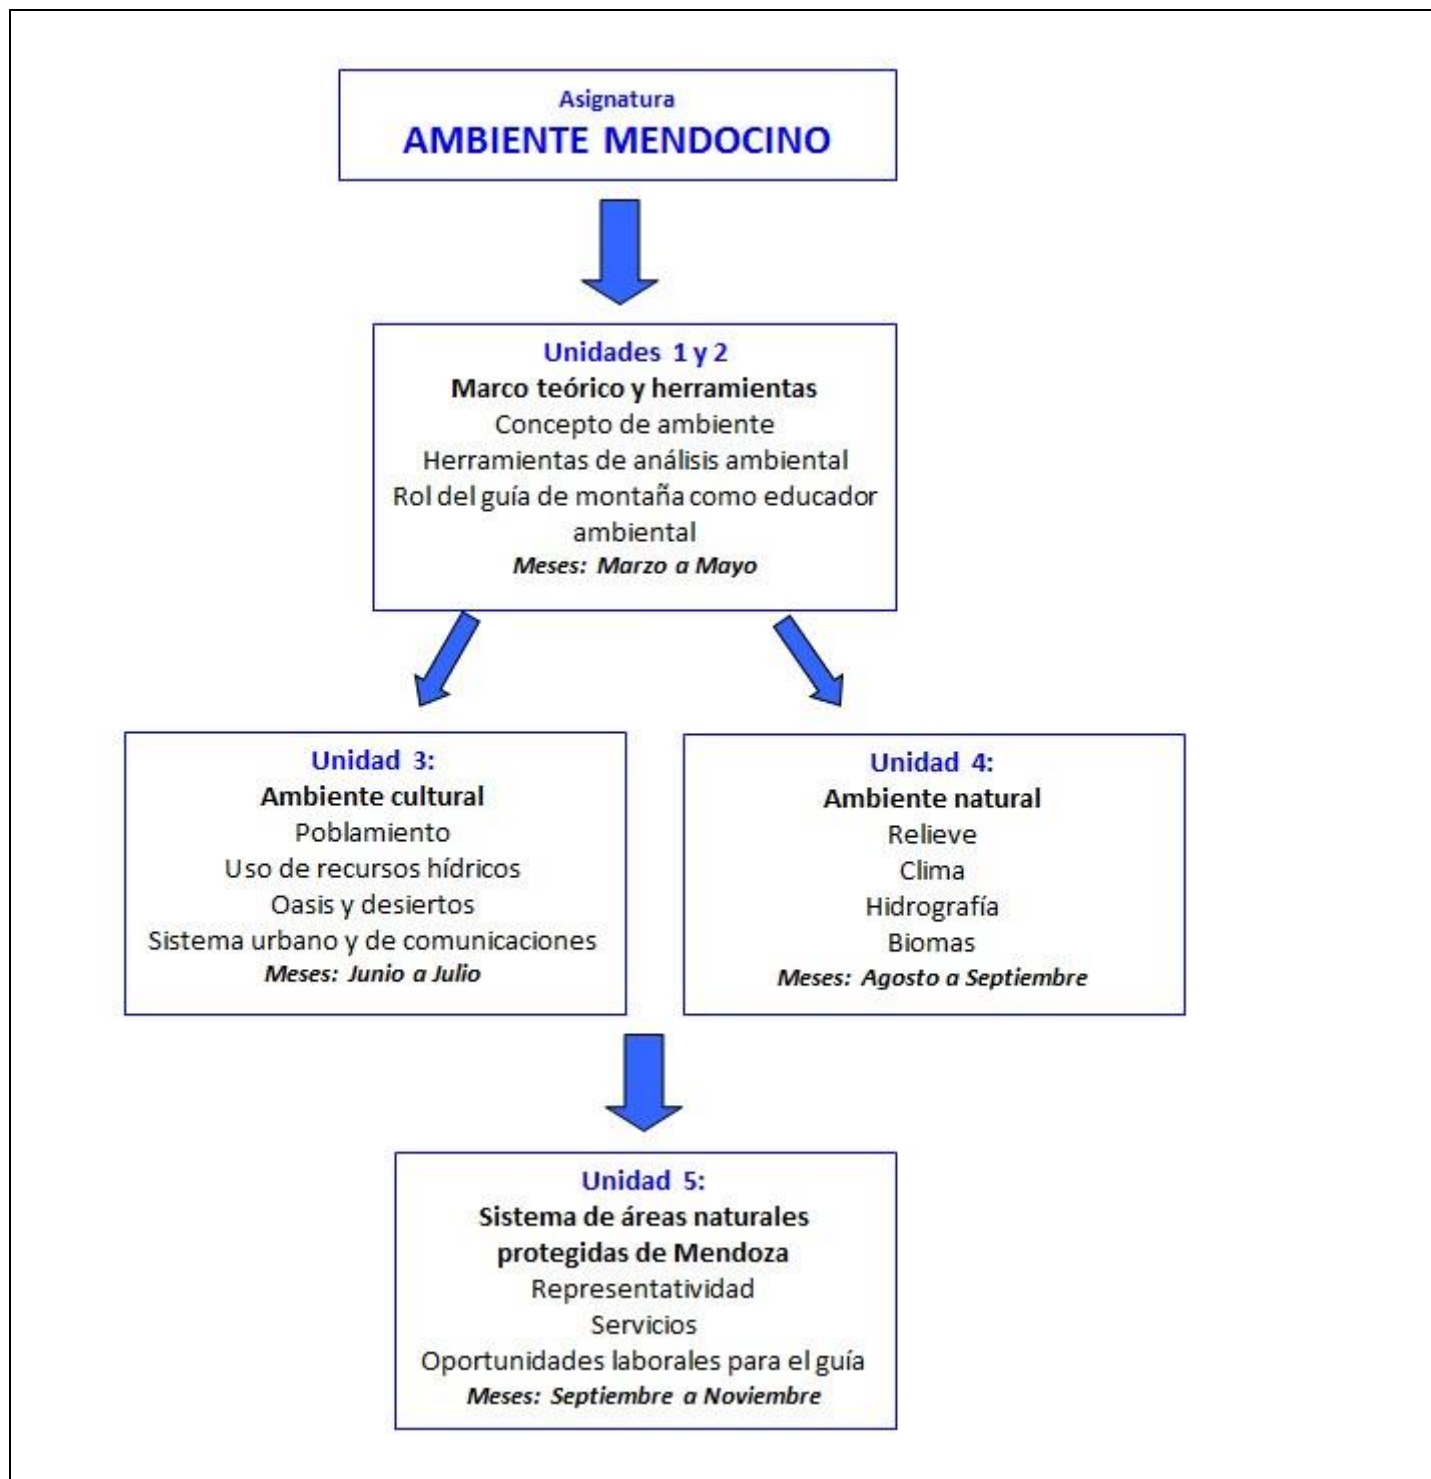 Asignatura
AMBIENTE MENDOCINO
Unidades 1 y 2
Marco teórico y herramientas
Concepto de ambiente
Herramientas de análisis ambiental
Rol del guía de montaña como educador
ambiental
Meses: Marzo a Mayo
Unidad 3:
Ambiente cultural
Poblamiento
Uso de recursos hídricos
Oasis y desiertos
Sistema urbano y de comunicaciones
Meses: Junio a Julio
Unidad 4:
Ambiente natural
Relieve
Clima
Hidrografía
Biomas
Meses: Agosto a Septiembre
Unidad 5:
Sistema de áreas naturales
protegidas de Mendoza
Representatividad
Servicios
Oportunidades laborales para el guía
Meses: Septiembre a Noviembre